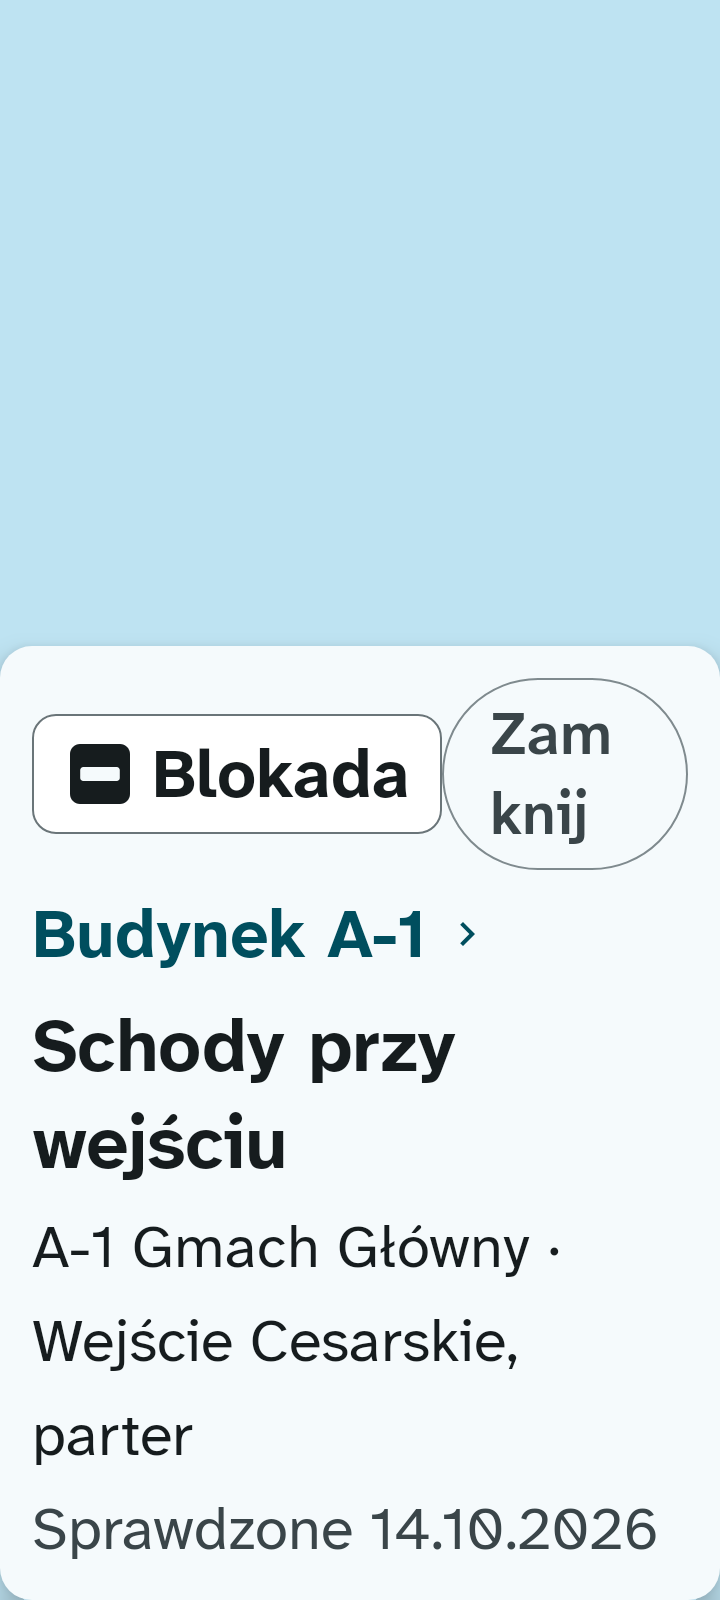 Blokada
Zam
knij
Budynek A-1
Schody przy
wejściu
A-1 Gmach Główny ·
Wejście Cesarskie,
parter
Sprawdzone 14.10.2026